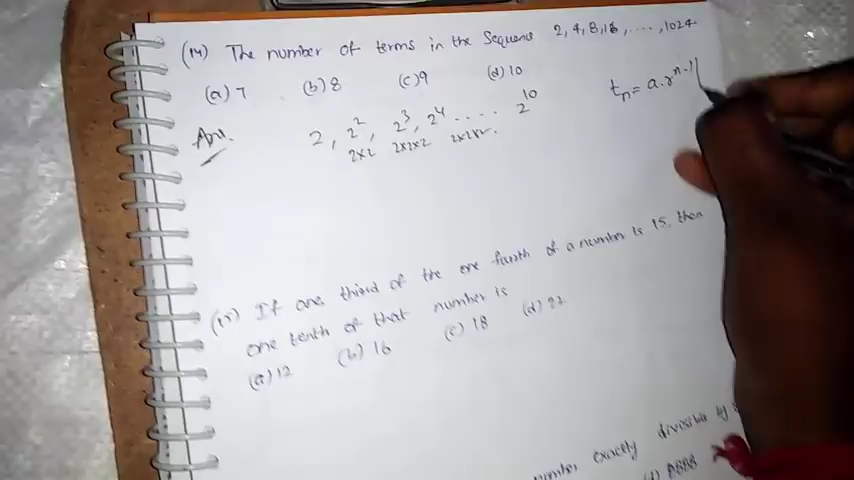 (14) The number of terms in the sequence 2, 4, 8, 16, ...., 1024
(a) 7 (b) 8 (c) 9 (d) 10
tn = a.r^n-1
Ans. 2, 2^2, 2^3, 2^4 ..... 2^10
2x2 2x2x2 2x2x2.
(15) If one third of the one fourth of a number is 15, then
one tenth of that number is
(a) 12 (b) 16 (c) 18 (d) 27
number exactly divisible by
8888